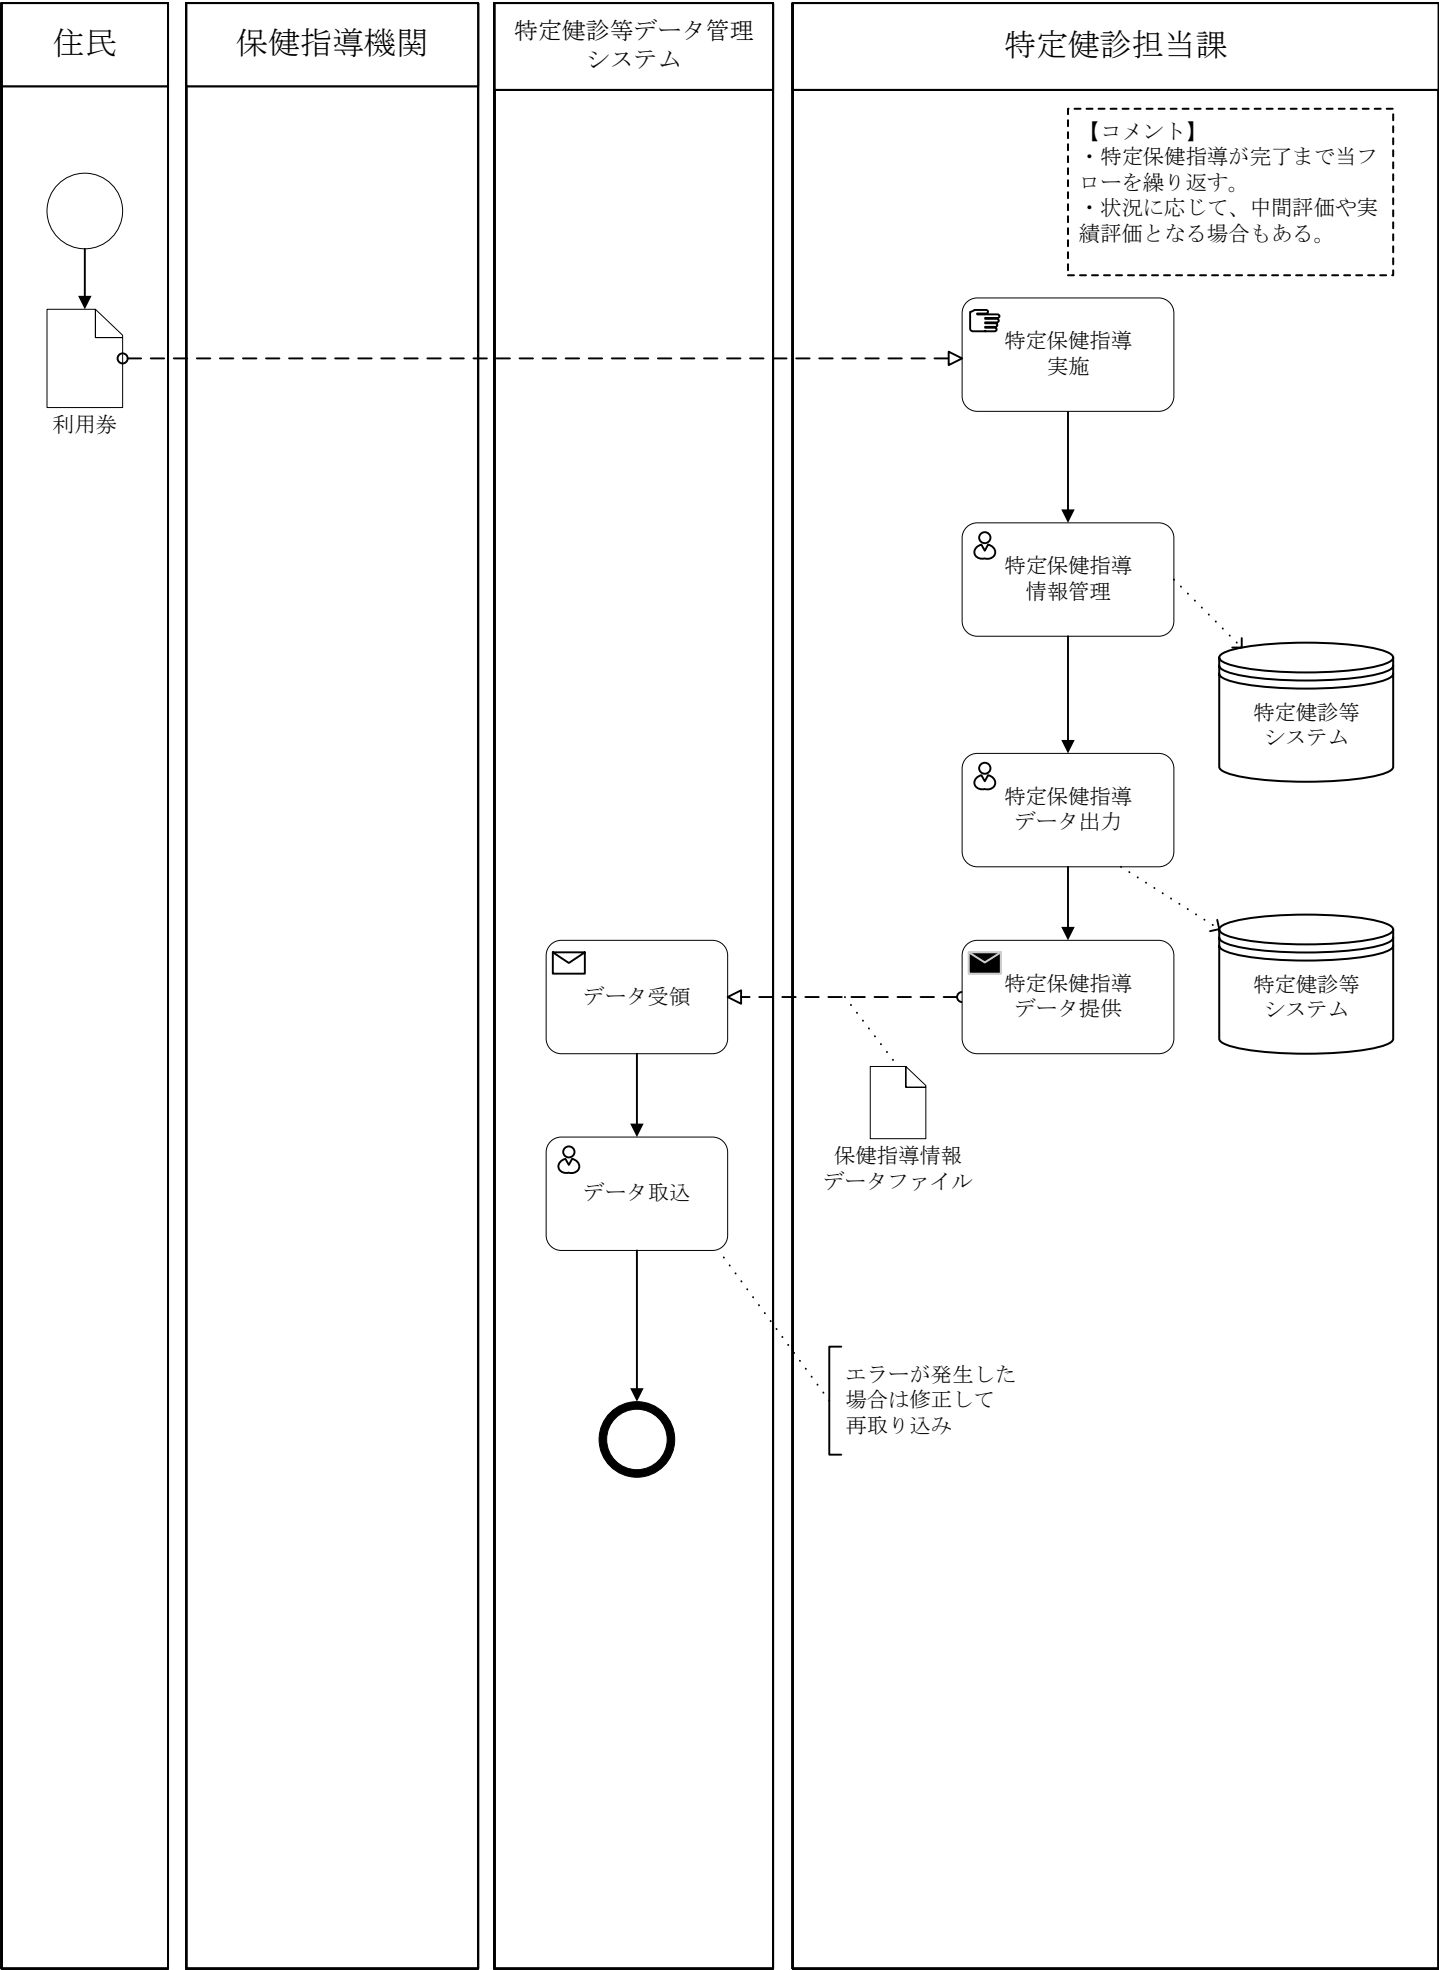 住民
保健指導機関
特定健診等データ管理
システム
特定健診担当課
【コメント】
・特定保健指導が完了まで当フ
ローを繰り返す。
・状況に応じて、中間評価や実
績評価となる場合もある。
利用券
特定保健指導
実施
特定保健指導
情報管理
特定健診等
システム
特定保健指導
データ出力
特定健診等
システム
特定保健指導
データ提供
データ受領
保健指導情報
データファイル
データ取込
エラーが発生した
場合は修正して
再取り込み